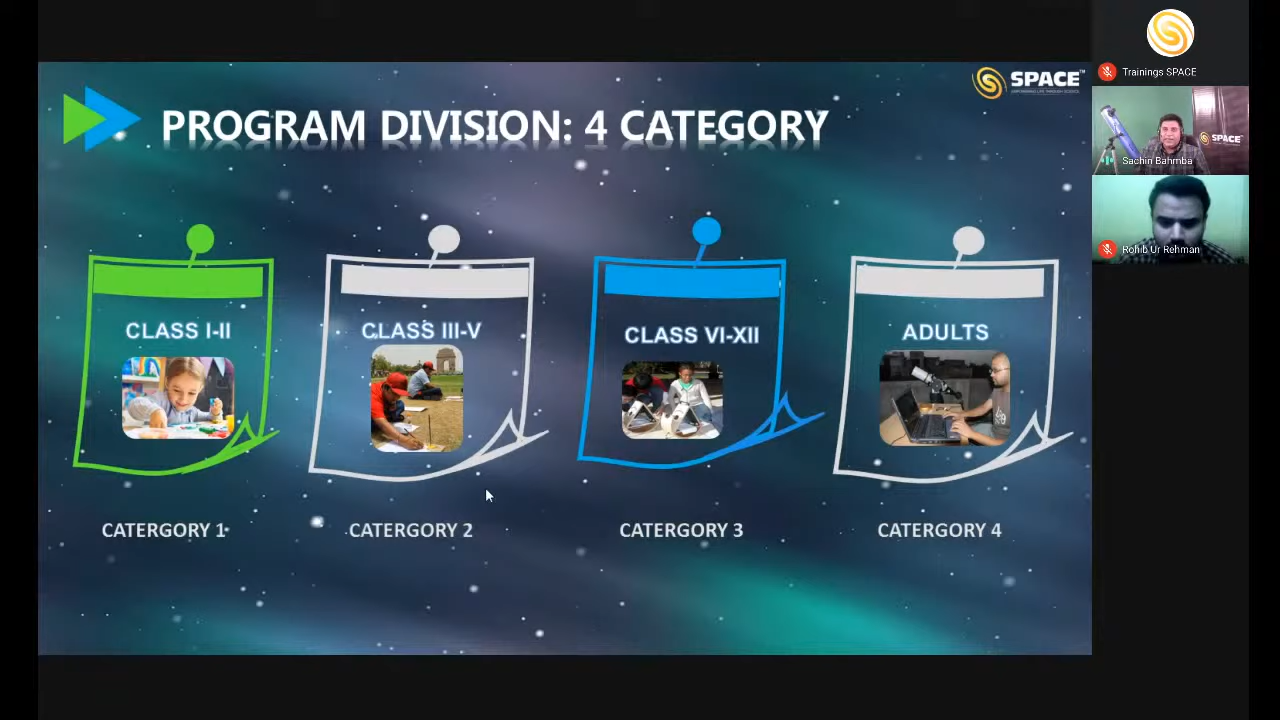 PROGRAM DIVISION: 4 CATEGORY
SPACE
CLASS I-II
CLASS III-V
CLASS VI-XII
ADULTS
CATERGORY 1
CATERGORY 2
CATERGORY 3
CATERGORY 4
Trainings SPACE
SPACE
Sachin Bahmba
Rohib Ur Rehman